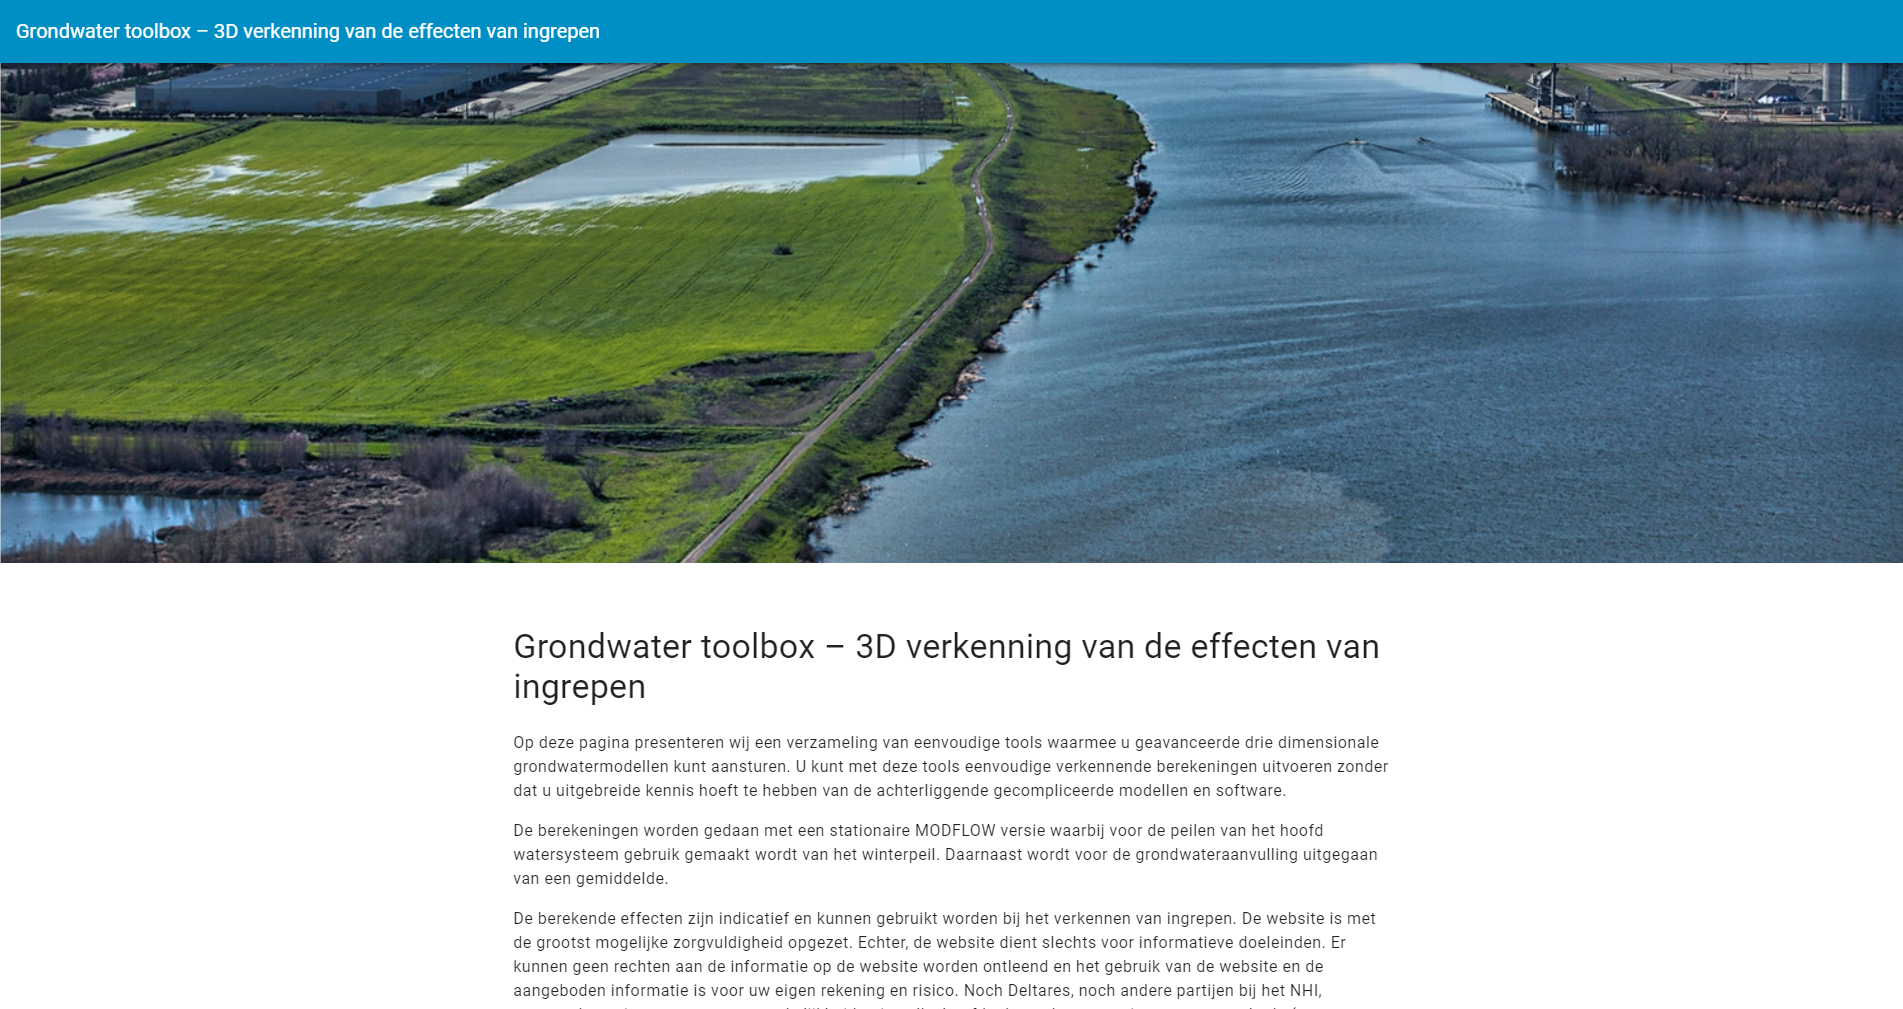 Grondwater toolbox – 3D verkenning van de effecten van ingrepen
Grondwater toolbox – 3D verkenning van de effecten van
ingrepen
Op deze pagina presenteren wij een verzameling van eenvoudige tools waarmee u geavanceerde drie dimensionale
grondwatermodellen kunt aansturen. U kunt met deze tools eenvoudige verkennende berekeningen uitvoeren zonder
dat u uitgebreide kennis hoeft te hebben van de achterliggende gecompliceerde modellen en software.
De berekeningen worden gedaan met een stationaire MODFLOW versie waarbij voor de peilen van het hoofd
watersysteem gebruik gemaakt wordt van het winterpeil. Daarnaast wordt voor de grondwateraanvulling uitgegaan
van een gemiddelde.
De berekende effecten zijn indicatief en kunnen gebruikt worden bij het verkennen van ingrepen. De website is met
de grootst mogelijke zorgvuldigheid opgezet. Echter, de website dient slechts voor informatieve doeleinden. Er
kunnen geen rechten aan de informatie op de website worden ontleend en het gebruik van de website en de
aangeboden informatie is voor uw eigen rekening en risico. Noch Deltares, noch andere partijen bij het NHI,